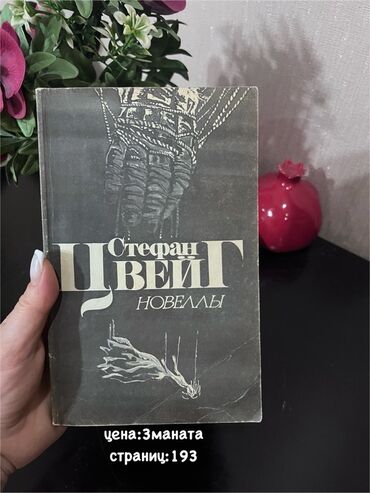 Стефан
ЦВЕЙГ
НОВЕЛЛЫ
цена:3маната
страниц:193